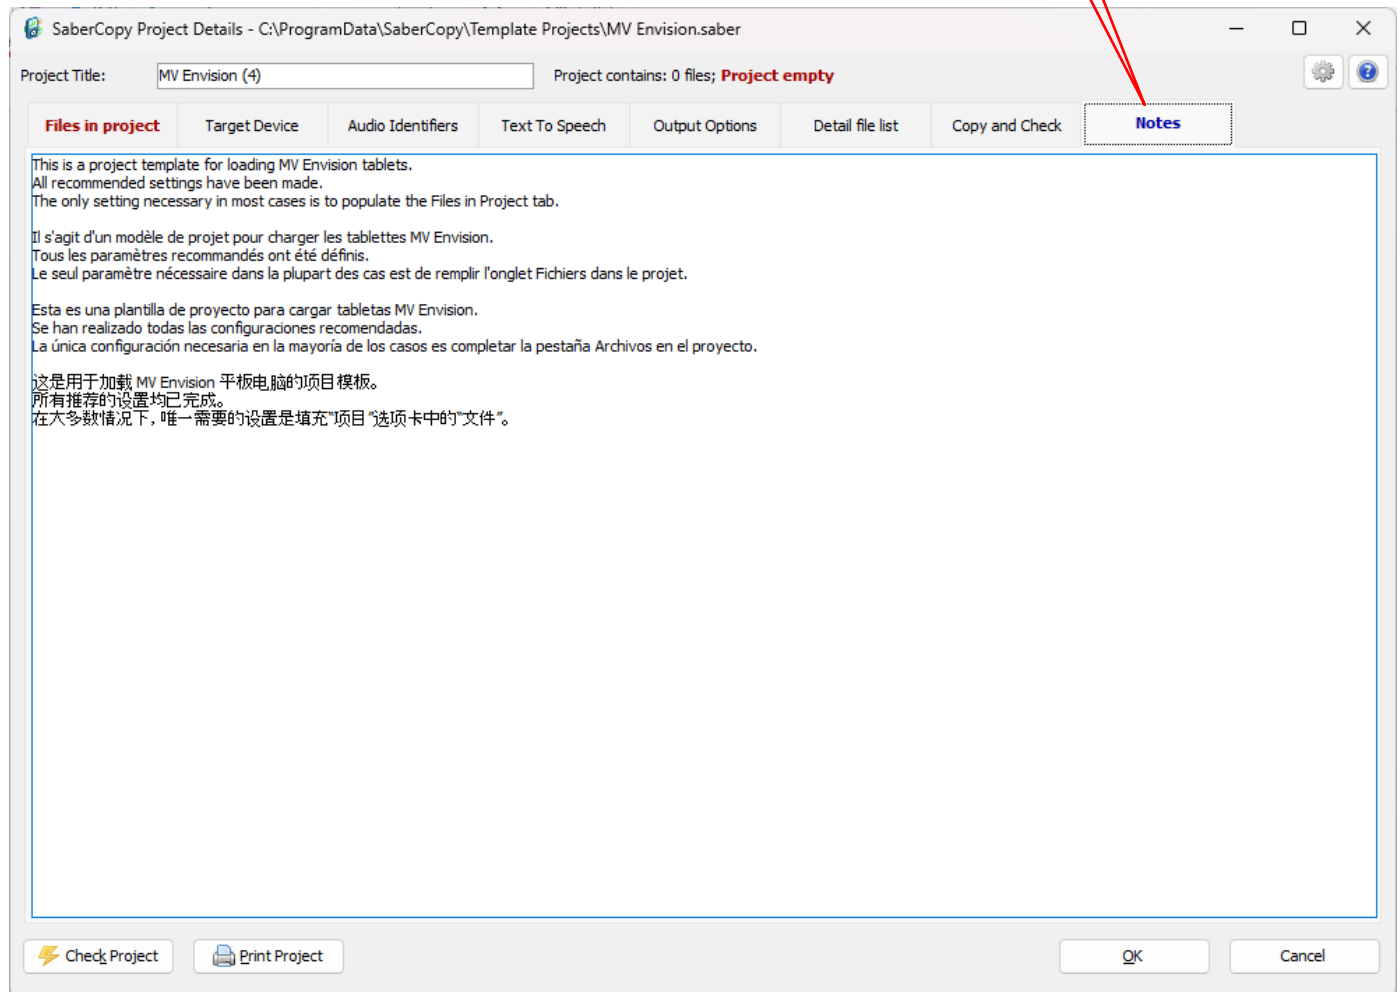 SaberCopy Project Details - C:\ProgramData\SaberCopy\Template Projects\MV Envision.saber
Project Title: MV Envision (4) Project contains: 0 files; Project empty
Files in project Target Device Audio Identifiers Text To Speech Output Options Detail file list Copy and Check Notes
This is a project template for loading MV Envision tablets.
All recommended settings have been made.
The only setting necessary in most cases is to populate the Files in Project tab.
Il s'agit d'un modèle de projet pour charger les tablettes MV Envision.
Tous les paramètres recommandés ont été définis.
Le seul paramètre nécessaire dans la plupart des cas est de remplir l'onglet Fichiers dans le projet.
Esta es una plantilla de proyecto para cargar tabletas MV Envision.
Se han realizado todas las configuraciones recomendadas.
La única configuración necesaria en la mayoría de los casos es completar la pestaña Archivos en el proyecto.
这是用于加载 MV Envision 平板电脑的项目模板。
所有推荐的设置均已完成。
在大多数情况下，唯一需要的设置是填充“项目”选项卡中的“文件”。
Check Project Print Project OK Cancel